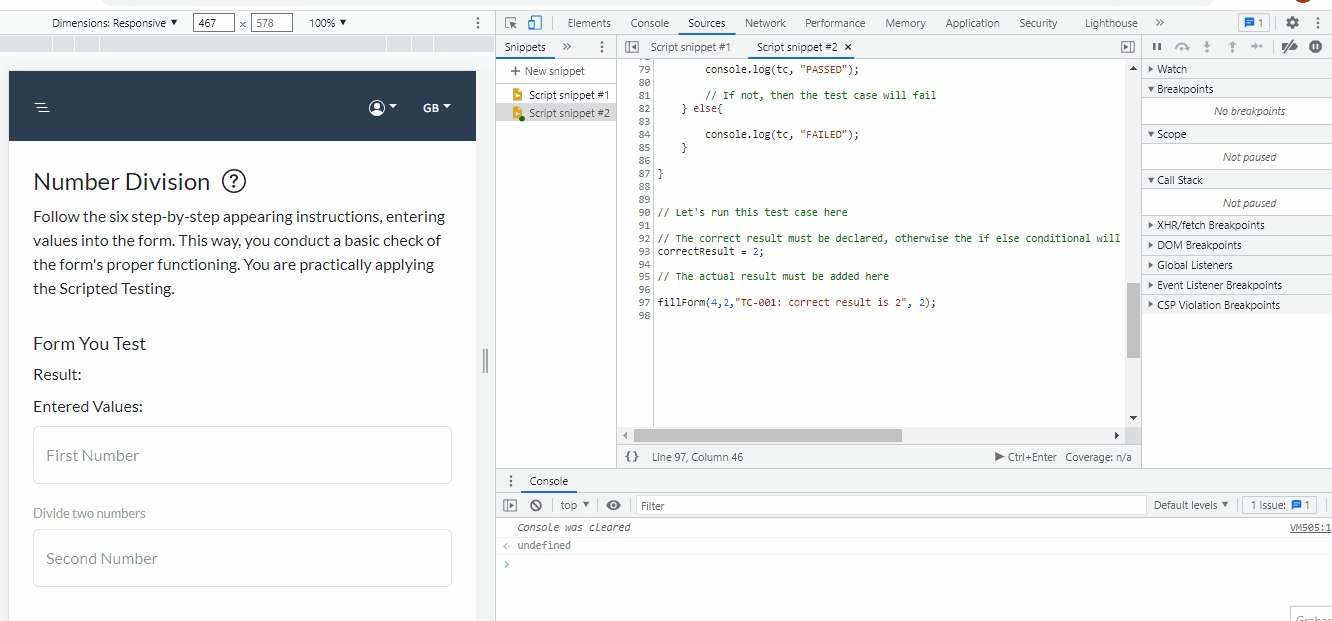 Dimensions: Responsive ▼ 467 × 578 100% ▼
Elements Console Sources Network Performance Memory Application Security Lighthouse » 1
Snippets »
Script snippet #1 Script snippet #2 ×
+ New snippet
Script snippet #1
Script snippet #2
GB
Number Division ?
Follow the six step-by-step appearing instructions, entering
values into the form. This way, you conduct a basic check of
the form's proper functioning. You are practically applying
the Scripted Testing.
Form You Test
Result:
Entered Values:
First Number
Divide two numbers
Second Number
79 console.log(tc, "PASSED");
80
81 // If not, then the test case will fail
82 } else{
83
84 console.log(tc, "FAILED");
85 }
86
87 }
88
89
90 // Let's run this test case here
91
92 // The correct result must be declared, otherwise the if else conditional will
93 correctResult = 2;
94
95 // The actual result must be added here
96
97 fillForm(4,2,"TC-001: correct result is 2", 2);
98
{} Line 97, Column 46 Ctrl+Enter Coverage: n/a
Watch
Breakpoints
No breakpoints
Scope
Not paused
Call Stack
Not paused
XHR/fetch Breakpoints
DOM Breakpoints
Global Listeners
Event Listener Breakpoints
CSP Violation Breakpoints
Console
top ▼ Filter Default levels ▼ 1 Issue: 1
Console was cleared VM505:1
undefined